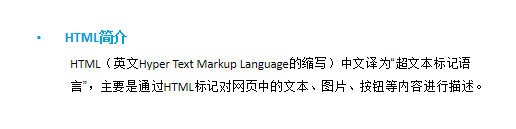 • HTML简介
HTML（英文Hyper Text Markup Language的缩写）中文译为“超文本标记语
言”，主要是通过HTML标记对网页中的文本、图片、按钮等内容进行描述。